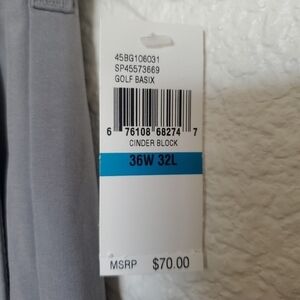 45BG106031
SP45573669
GOLF BASIX
6 76108 68274 7
CINDER BLOCK
36W 32L
MSRP $70.00